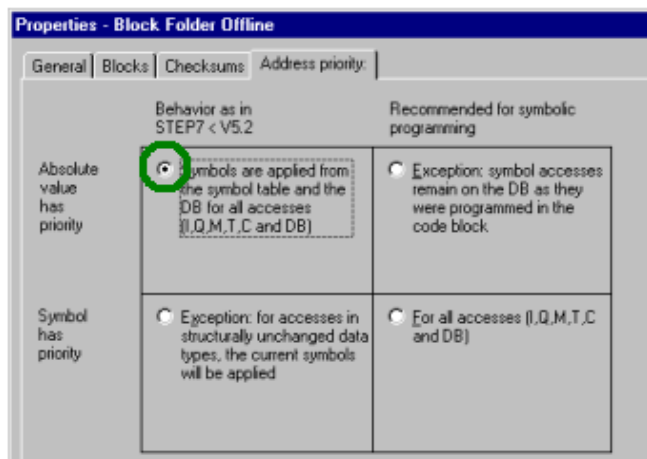 Properties - Block Folder Offline
General
Blocks
Checksums
Address priority:
Behavior as in
STEP7 < V5.2
Recommended for symbolic
programming
Absolute
value
has
priority
Symbols are applied from
the symbol table and the
DB for all accesses
(I,Q,M,T,C and DB)
Exception: symbol accesses
remain on the DB as they
were programmed in the
code block
Symbol
has
priority
Exception: for accesses in
structurally unchanged data
types, the current symbols
will be applied
For all accesses (I,Q,M,T,C
and DB)